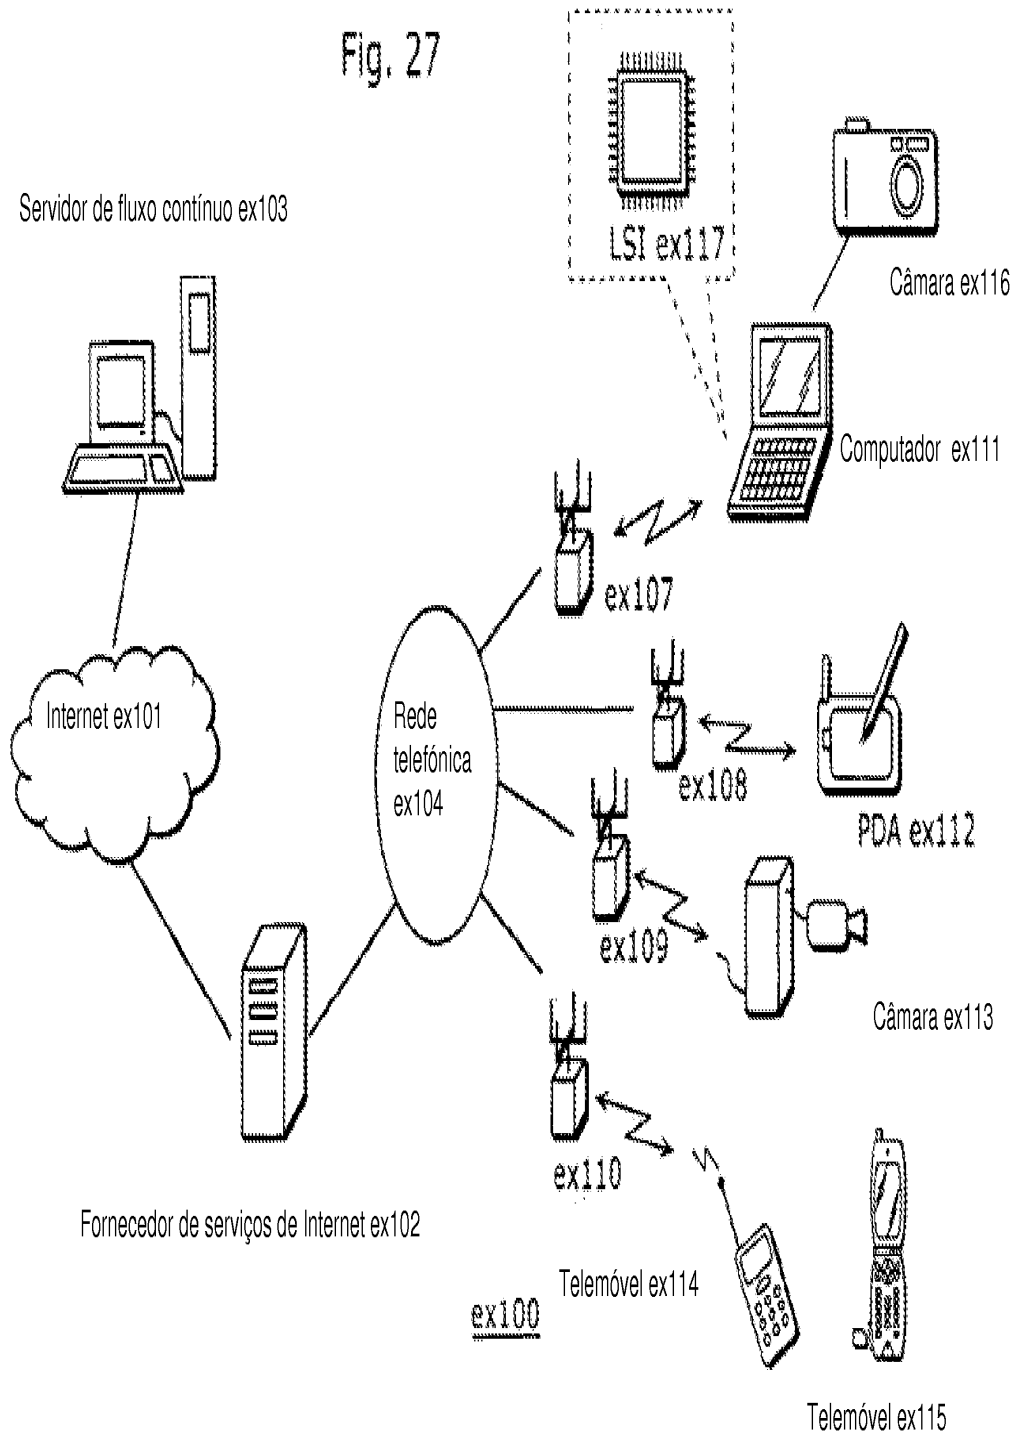 Fig. 27
Servidor de fluxo contínuo ex103
LSI ex117
Câmara ex116
Computador ex111
ex107
Internet ex101
Rede
telefónica
ex104
ex108
PDA ex112
ex109
Câmara ex113
ex110
Fornecedor de serviços de Internet ex102
Telemóvel ex114
ex100
Telemóvel ex115